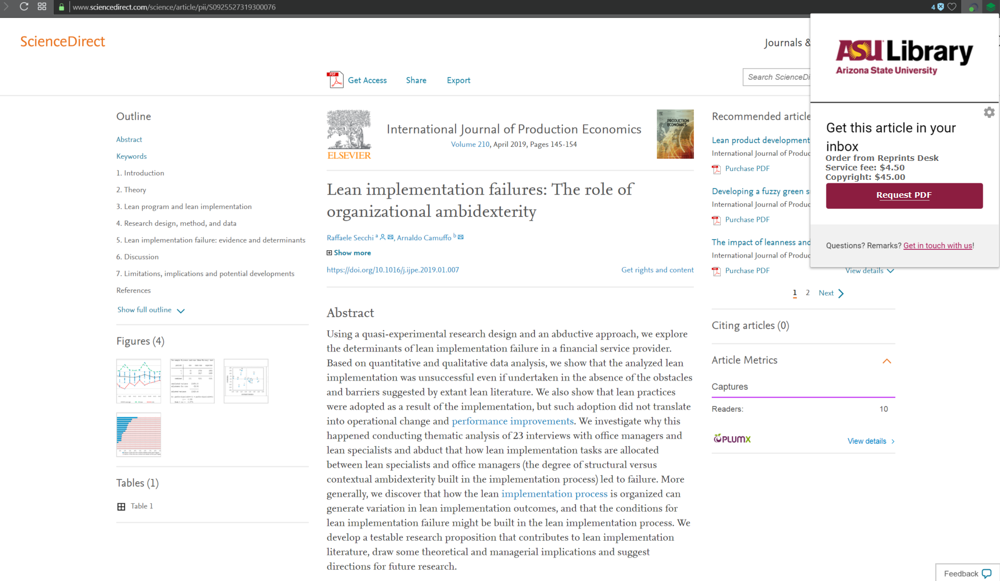 www.sciencedirect.com/science/article/pii/S0925527319300076
4
ScienceDirect
Journals &
PDF
Get Access
Share
Export
Search ScienceDi
ASU Library
Arizona State University
Get this article in your
inbox
Order from Reprints Desk
Service fee: $4.50
Copyright: $45.00
Request PDF
Questions? Remarks? Get in touch with us!
Outline
Abstract
Keywords
1. Introduction
2. Theory
3. Lean program and lean implementation
4. Research design, method, and data
5. Lean implementation failure: evidence and determinants
6. Discussion
7. Limitations, implications and potential developments
References
Show full outline
Figures (4)
Tables (1)
Table 1
ELSEVIER
International Journal of Production Economics
Volume 210, April 2019, Pages 145-154
PRODUCTION
ECONOMICS
Lean implementation failures: The role of
organizational ambidexterity
Raffaele Secchi a, Arnaldo Camuffo b
Show more
https://doi.org/10.1016/j.ijpe.2019.01.007
Get rights and content
Abstract
Using a quasi-experimental research design and an abductive approach, we explore
the determinants of lean implementation failure in a financial service provider.
Based on quantitative and qualitative data analysis, we show that the analyzed lean
implementation was unsuccessful even if undertaken in the absence of the obstacles
and barriers suggested by extant lean literature. We also show that lean practices
were adopted as a result of the implementation, but such adoption did not translate
into operational change and performance improvements. We investigate why this
happened conducting thematic analysis of 23 interviews with office managers and
lean specialists and abduct that how lean implementation tasks are allocated
between lean specialists and office managers (the degree of structural versus
contextual ambidexterity built in the implementation process) led to failure. More
generally, we discover that how the lean implementation process is organized can
generate variation in lean implementation outcomes, and that the conditions for
lean implementation failure might be built in the lean implementation process. We
develop a testable research proposition that contributes to lean implementation
literature, draw some theoretical and managerial implications and suggest
directions for future research.
Recommended article
Lean product development
International Journal of Produc
Purchase PDF
Developing a fuzzy green s
International Journal of Produc
Purchase PDF
The impact of leanness and
International Journal of Produc
Purchase PDF
View details
1 2 Next
Citing articles (0)
Article Metrics
Captures
Readers: 10
PLUMX
View details
Feedback